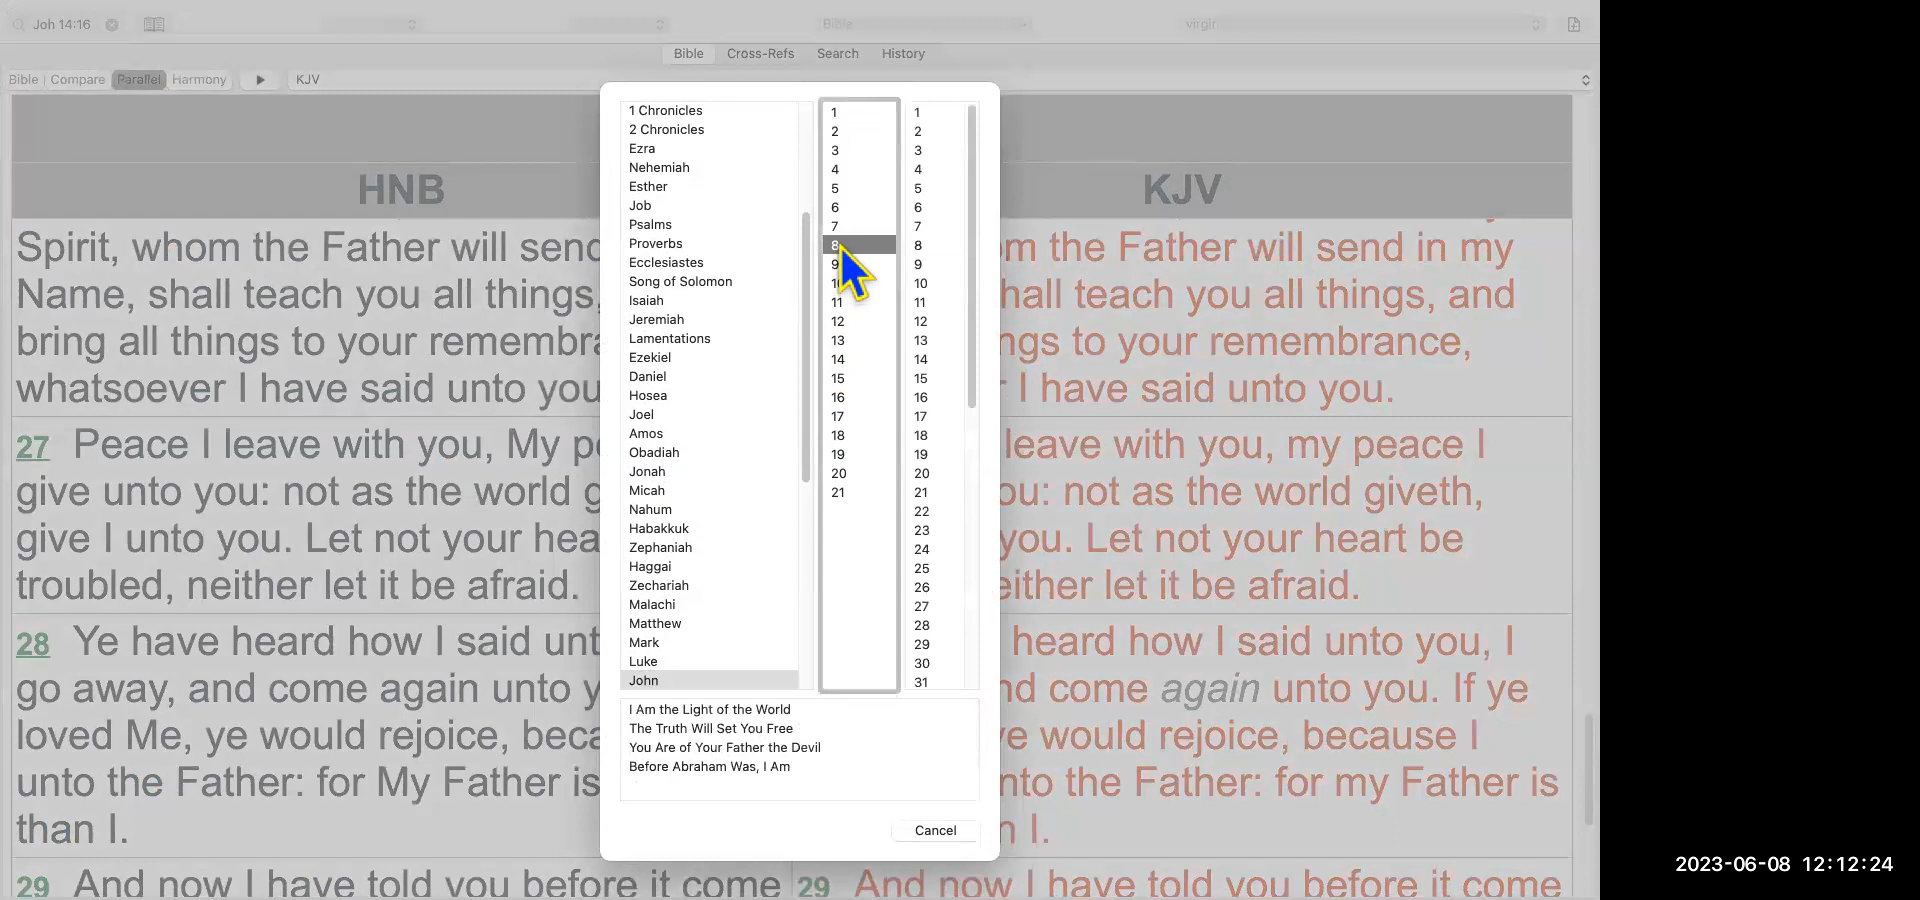 Joh 14:16
Bible
virgir
Bible Cross-Refs Search History
Bible Compare Parallel Harmony KJV
HNB KJV
1 Chronicles
2 Chronicles
Ezra
Nehemiah
Esther
Job
Psalms
Proverbs
Ecclesiastes
Song of Solomon
Isaiah
Jeremiah
Lamentations
Ezekiel
Daniel
Hosea
Joel
Amos
Obadiah
Jonah
Micah
Nahum
Habakkuk
Zephaniah
Haggai
Zechariah
Malachi
Matthew
Mark
Luke
John
1
2
3
4
5
6
7
8
9
10
11
12
13
14
15
16
17
18
19
20
21
1
2
3
4
5
6
7
8
9
10
11
12
13
14
15
16
17
18
19
20
21
22
23
24
25
26
27
28
29
30
31
I Am the Light of the World
The Truth Will Set You Free
You Are of Your Father the Devil
Before Abraham Was, I Am
Cancel
Spirit, whom the Father will send
Name, shall teach you all things,
bring all things to your
whatsoever I have said unto you
27 Peace I leave with you, My
give unto you: not as the world
give I unto you. Let not your
troubled, neither let it be afraid.
28 Ye have heard how I said
go away, and come again unto
loved Me, ye would rejoice,
unto the Father: for My Father is
than I.
29 And now I have told you before it come
the Father will send in my
teach you all things, and
to your remembrance,
I have said unto you.
leave with you, my peace I
not as the world giveth,
you. Let not your heart be
let it be afraid.
heard how I said unto you, I
come again unto you. If ye
would rejoice, because I
the Father: for my Father is
I.
29 And now I have told you before it come
2023-06-08 12:12:24